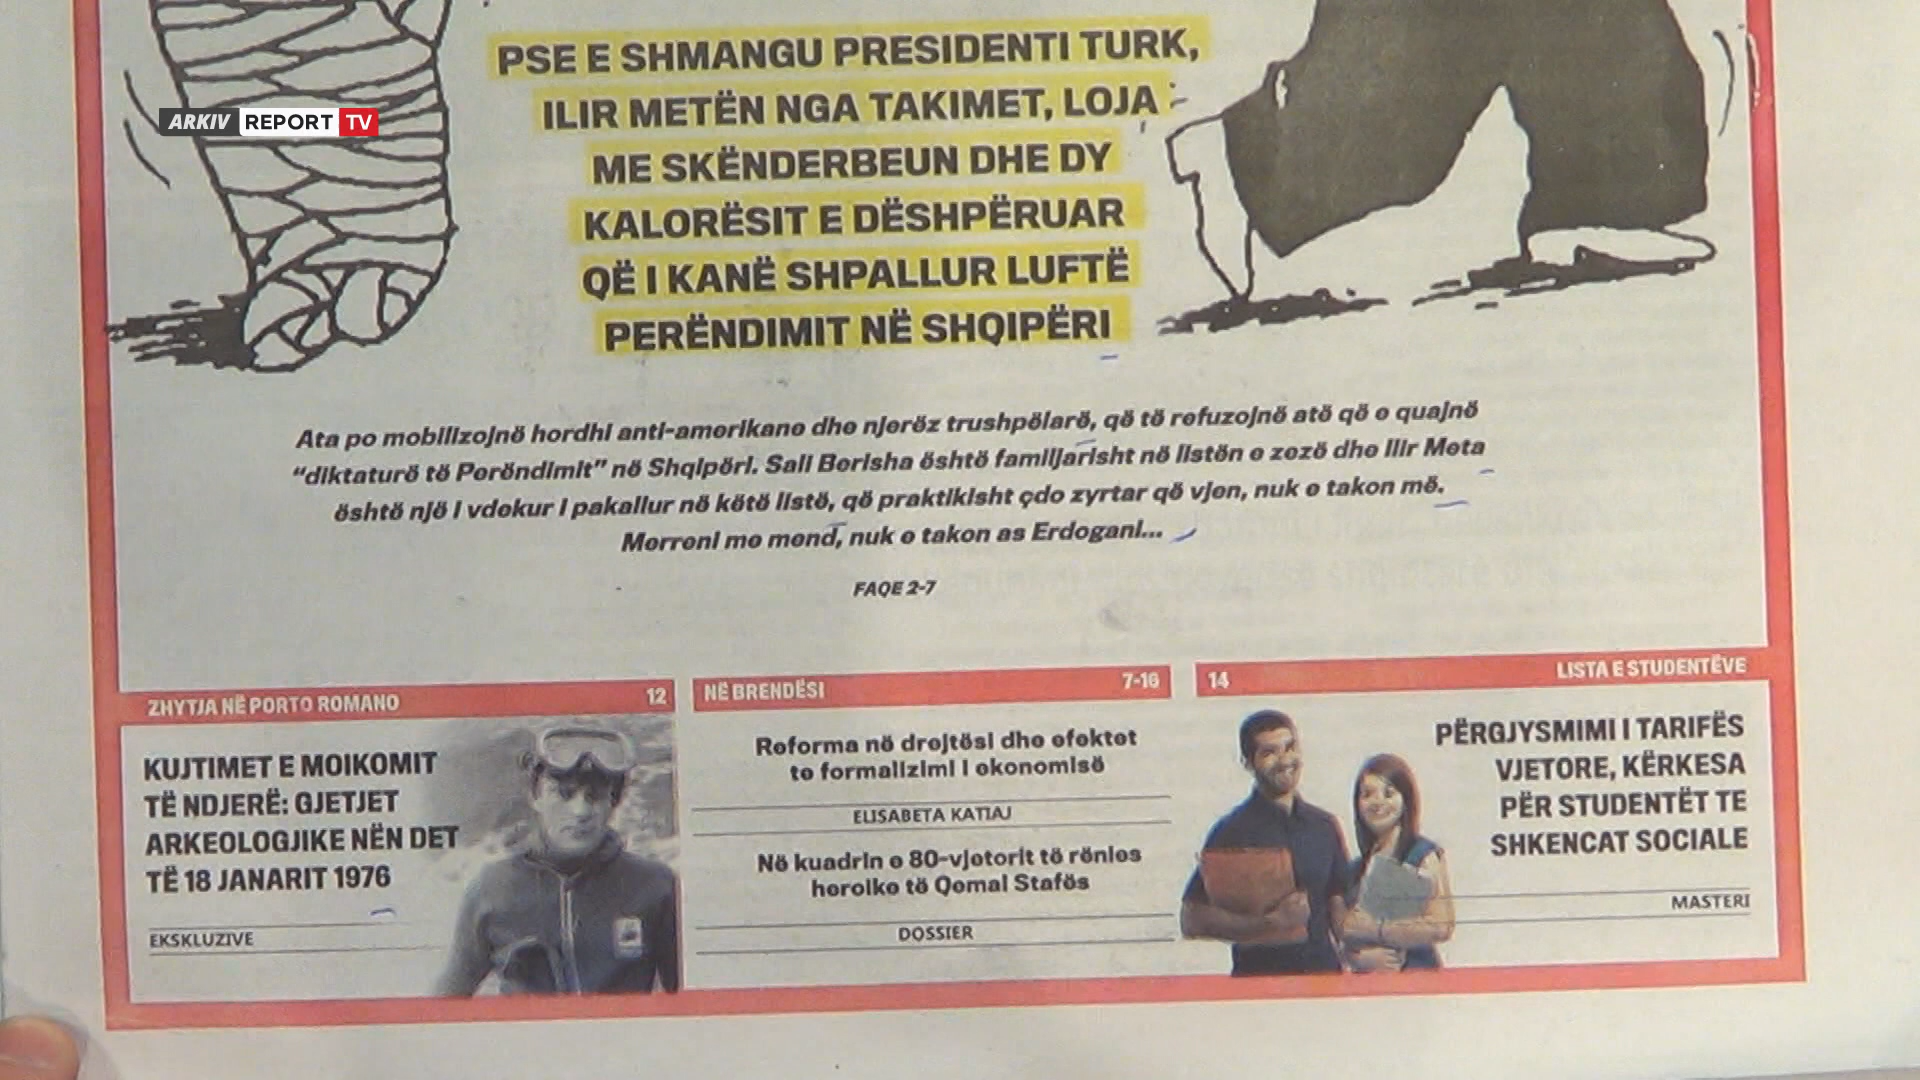 ARKIV REPORT TV
PSE E SHMANGU PRESIDENTI TURK,
ILIR METËN NGA TAKIMET, LOJA
ME SKËNDERBEUN DHE DY
KALORËSIT E DËSHPËRUAR
QË I KANË SHPALLUR LUFTË
PERËNDIMIT NË SHQIPËRI
Ata po mobilizojnë hordhi anti-amerikane dhe njerëz trushpëlarë, që të refuzojnë atë që e quajnë
“diktaturë të Perëndimit” në Shqipëri. Sali Berisha është familjarisht në listën e zezë dhe Ilir Meta
është një i vdekur i pakallur në këtë listë, që praktikisht çdo zyrtar që vjen, nuk e takon më.
Merreni me mend, nuk e takon as Erdogani...
FAQE 2-7
ZHYTJA NË PORTO ROMANO 12
KUJTIMET E MOIKOMIT
TË NDJERË: GJETJET
ARKEOLOGJIKE NËN DET
TË 18 JANARIT 1976
EKSKLUZIVE
NË BRENDËSI 7-16
Reforma në drejtësi dhe efektet
te formalizimi i ekonomisë
ELISABETA KATIAJ
Në kuadrin e 80-vjetorit të rënies
heroike të Qemal Stafës
DOSSIER
14 LISTA E STUDENTËVE
PËRGJYSMIMI I TARIFËS
VJETORE, KËRKESA
PËR STUDENTËT TE
SHKENCAT SOCIALE
MASTERI